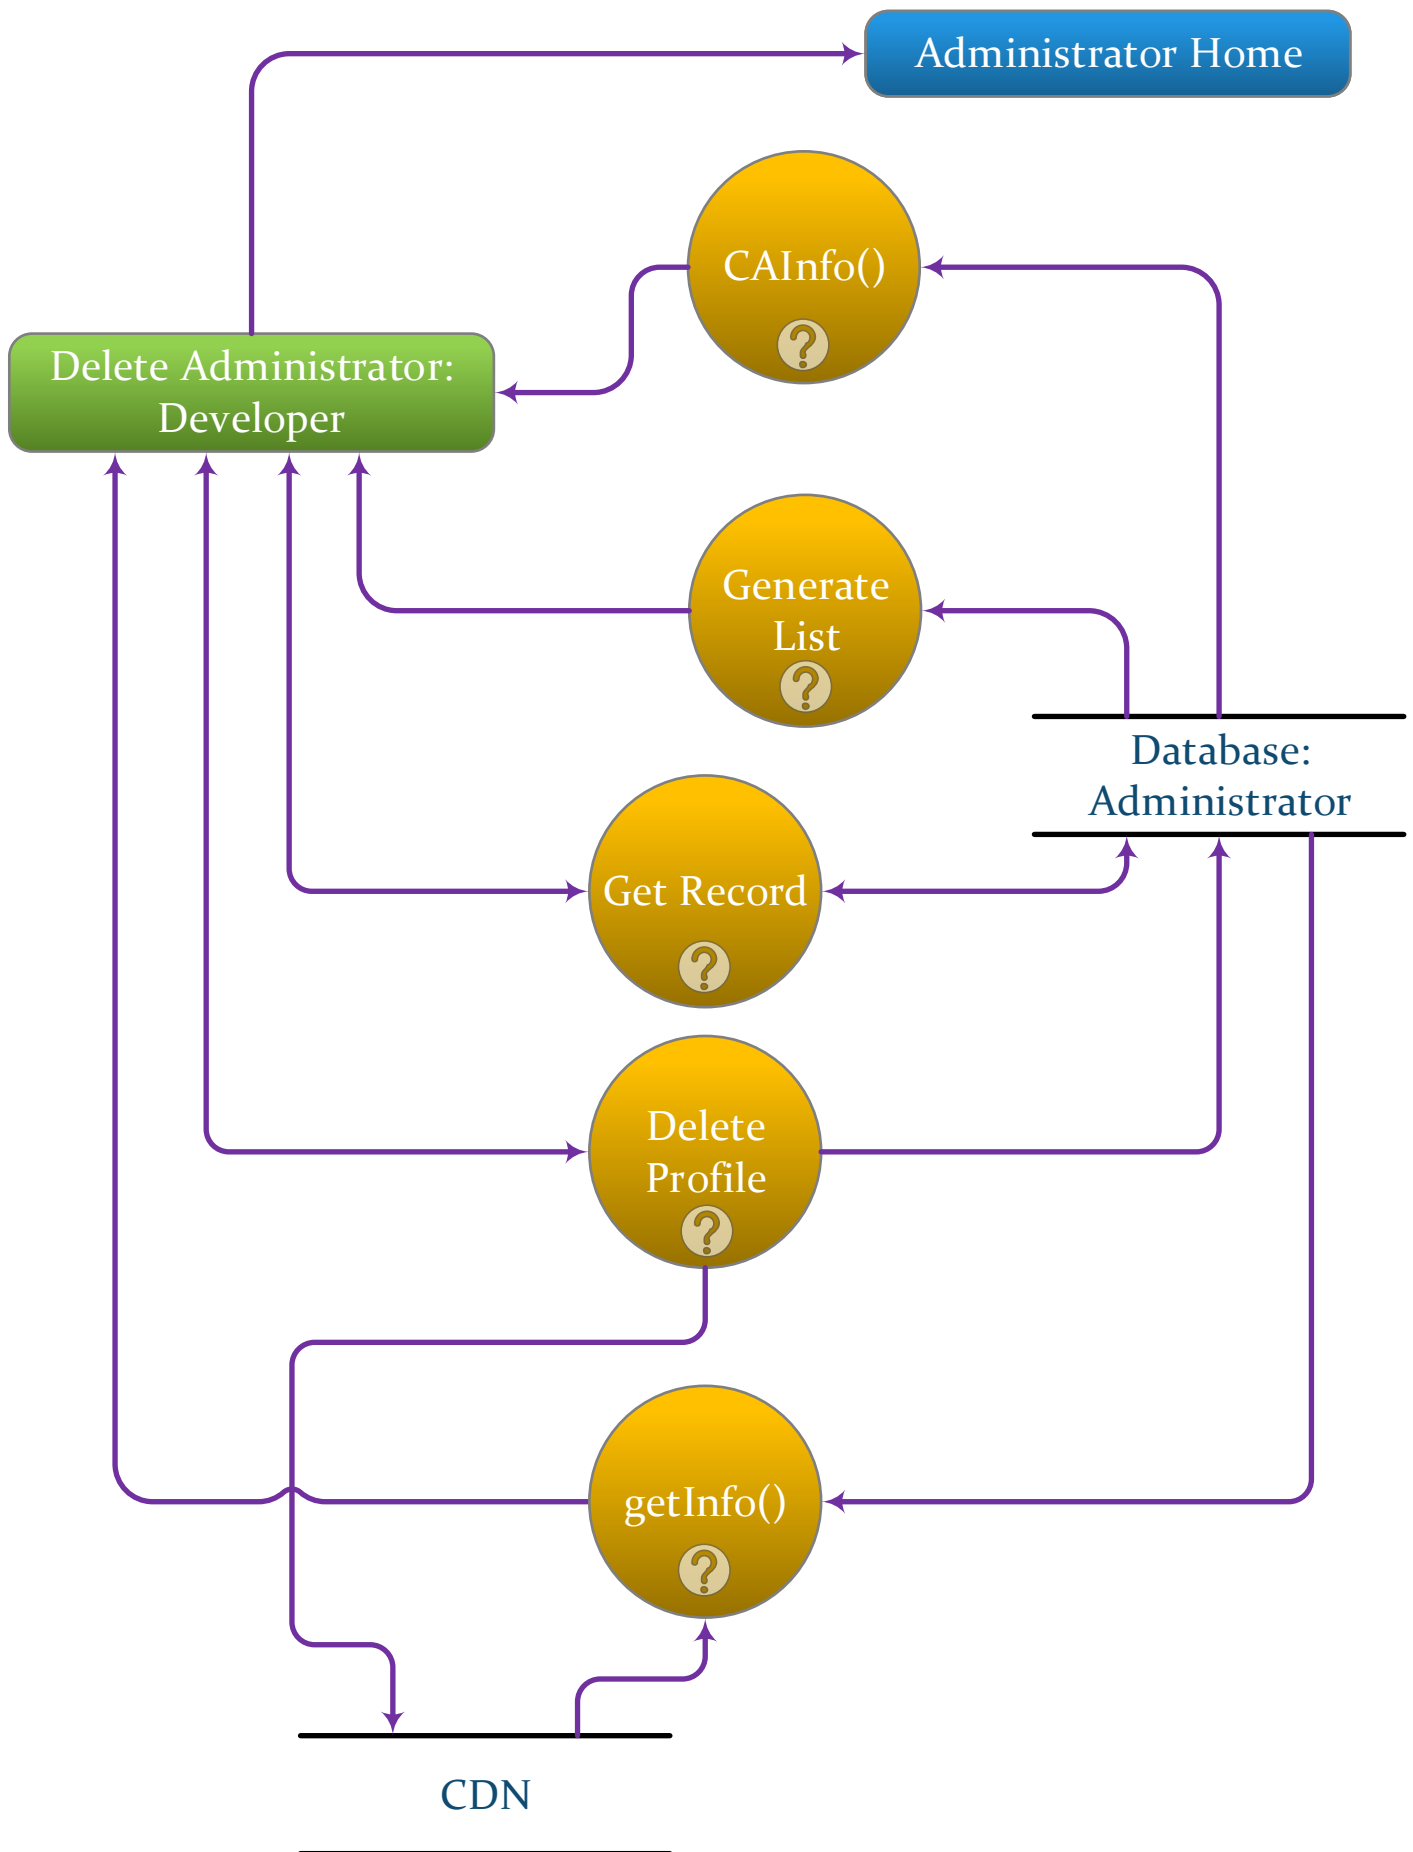 Administrator Home
CAInfo()
?
Delete Administrator:
Developer
Generate
List
?
Database:
Administrator
Get Record
?
Delete
Profile
?
getInfo()
?
CDN